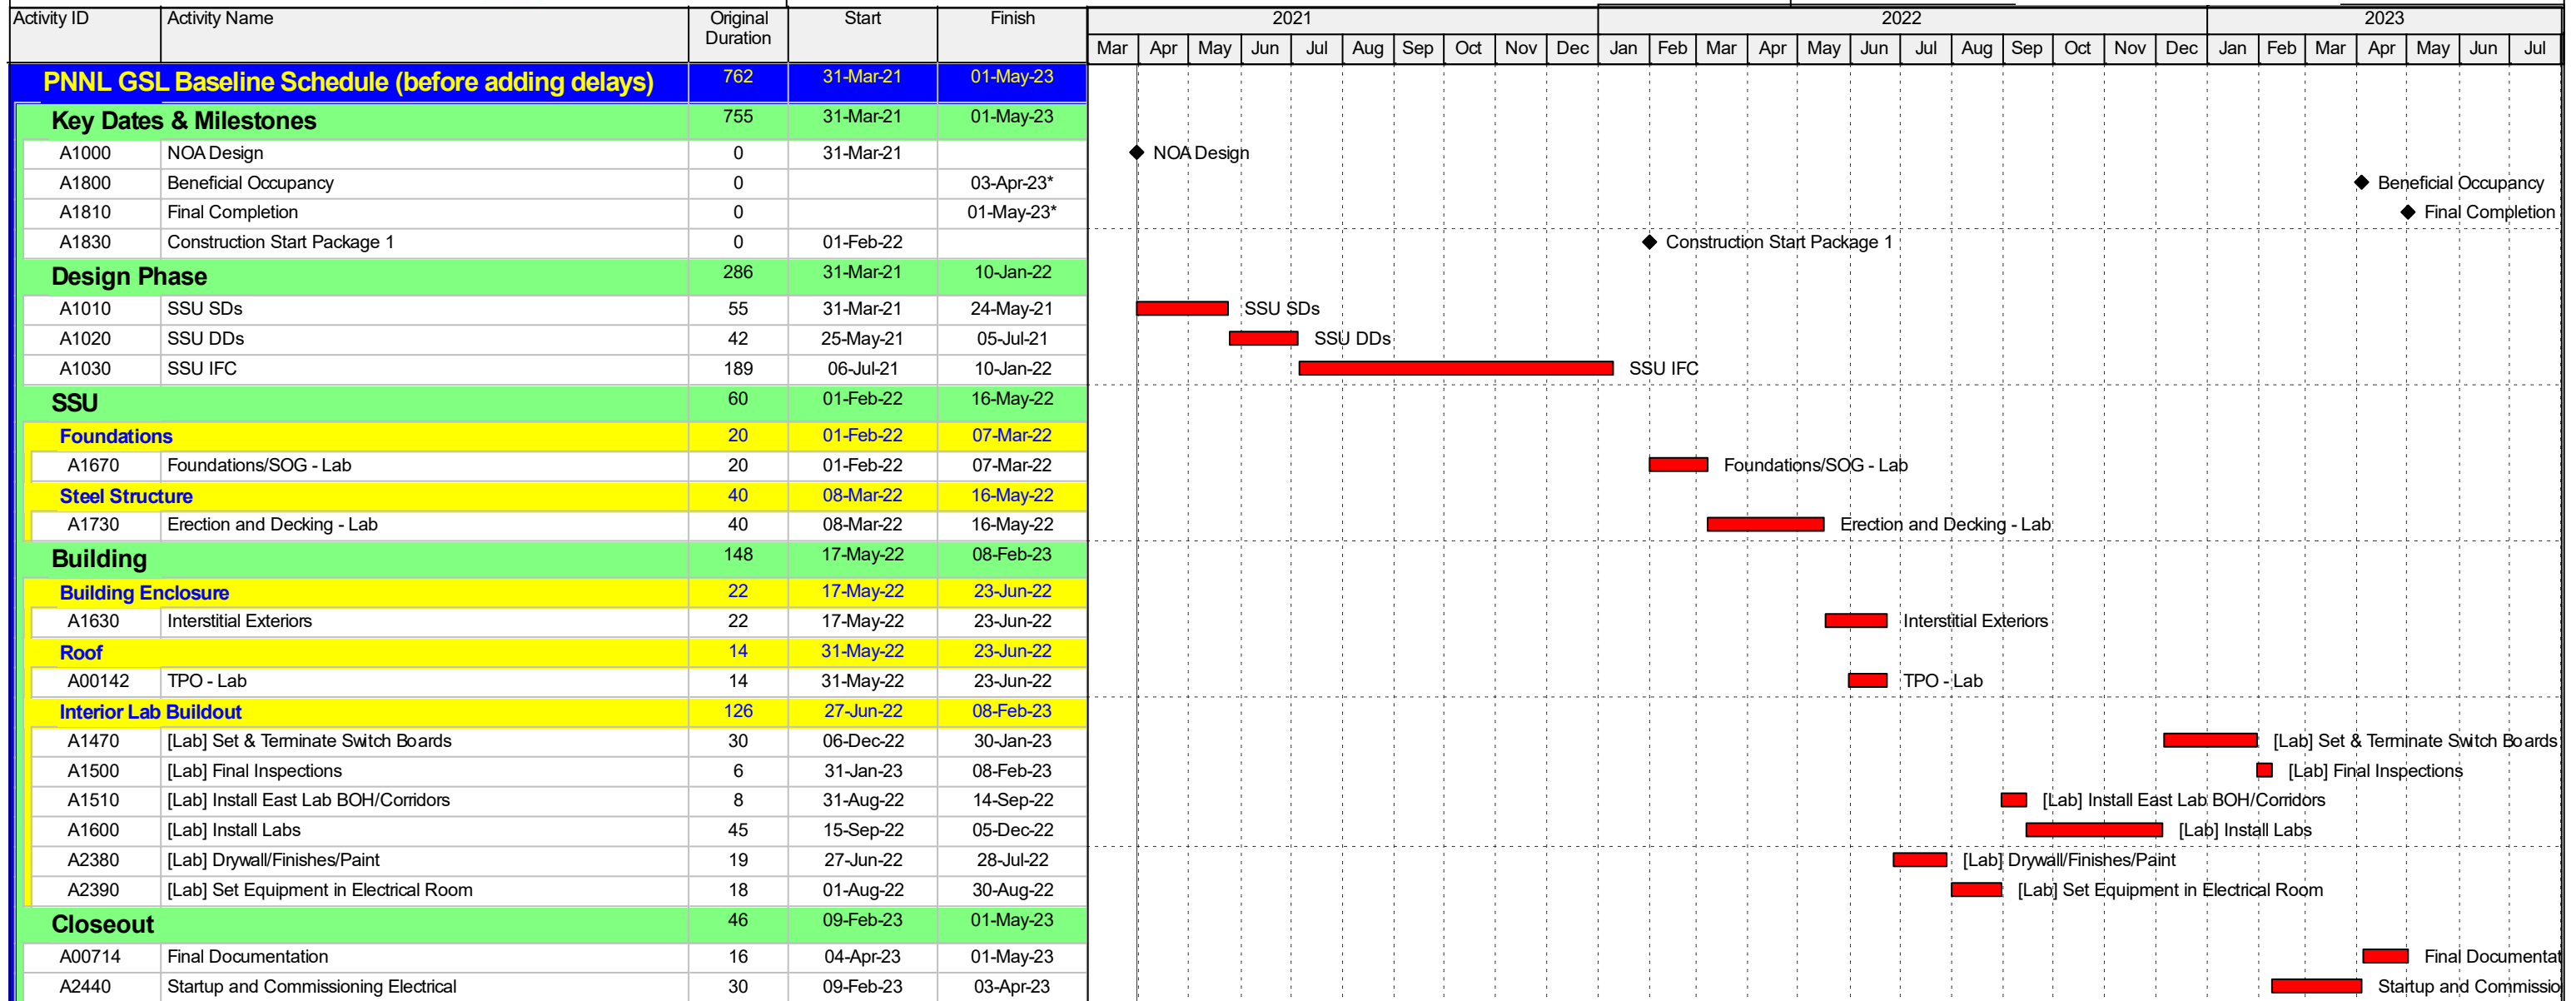 Activity ID Activity Name Original Duration Start Finish 2021 2022 2023
Mar Apr May Jun Jul Aug Sep Oct Nov Dec Jan Feb Mar Apr May Jun Jul Aug Sep Oct Nov Dec Jan Feb Mar Apr May Jun Jul
PNNL GSL Baseline Schedule (before adding delays) 762 31-Mar-21 01-May-23
Key Dates & Milestones 755 31-Mar-21 01-May-23
A1000 NOA Design 0 31-Mar-21 NOA Design
A1800 Beneficial Occupancy 0 03-Apr-23* Beneficial Occupancy
A1810 Final Completion 0 01-May-23* Final Completion
A1830 Construction Start Package 1 0 01-Feb-22 Construction Start Package 1
Design Phase 286 31-Mar-21 10-Jan-22
A1010 SSU SDs 55 31-Mar-21 24-May-21 SSU SDs
A1020 SSU DDs 42 25-May-21 05-Jul-21 SSU DDs
A1030 SSU IFC 189 06-Jul-21 10-Jan-22 SSU IFC
SSU 60 01-Feb-22 16-May-22
Foundations 20 01-Feb-22 07-Mar-22
A1670 Foundations/SOG - Lab 20 01-Feb-22 07-Mar-22 Foundations/SOG - Lab
Steel Structure 40 08-Mar-22 16-May-22
A1730 Erection and Decking - Lab 40 08-Mar-22 16-May-22 Erection and Decking - Lab
Building 148 17-May-22 08-Feb-23
Building Enclosure 22 17-May-22 23-Jun-22
A1630 Interstitial Exteriors 22 17-May-22 23-Jun-22 Interstitial Exteriors
Roof 14 31-May-22 23-Jun-22
A00142 TPO - Lab 14 31-May-22 23-Jun-22 TPO - Lab
Interior Lab Buildout 126 27-Jun-22 08-Feb-23
A1470 [Lab] Set & Terminate Switch Boards 30 06-Dec-22 30-Jan-23 [Lab] Set & Terminate Switch Boards
A1500 [Lab] Final Inspections 6 31-Jan-23 08-Feb-23 [Lab] Final Inspections
A1510 [Lab] Install East Lab BOH/Corridors 8 31-Aug-22 14-Sep-22 [Lab] Install East Lab BOH/Corridors
A1600 [Lab] Install Labs 45 15-Sep-22 05-Dec-22 [Lab] Install Labs
A2380 [Lab] Drywall/Finishes/Paint 19 27-Jun-22 28-Jul-22 [Lab] Drywall/Finishes/Paint
A2390 [Lab] Set Equipment in Electrical Room 18 01-Aug-22 30-Aug-22 [Lab] Set Equipment in Electrical Room
Closeout 46 09-Feb-23 01-May-23
A00714 Final Documentation 16 04-Apr-23 01-May-23 Final Documentat
A2440 Startup and Commissioning Electrical 30 09-Feb-23 03-Apr-23 Startup and Commissio